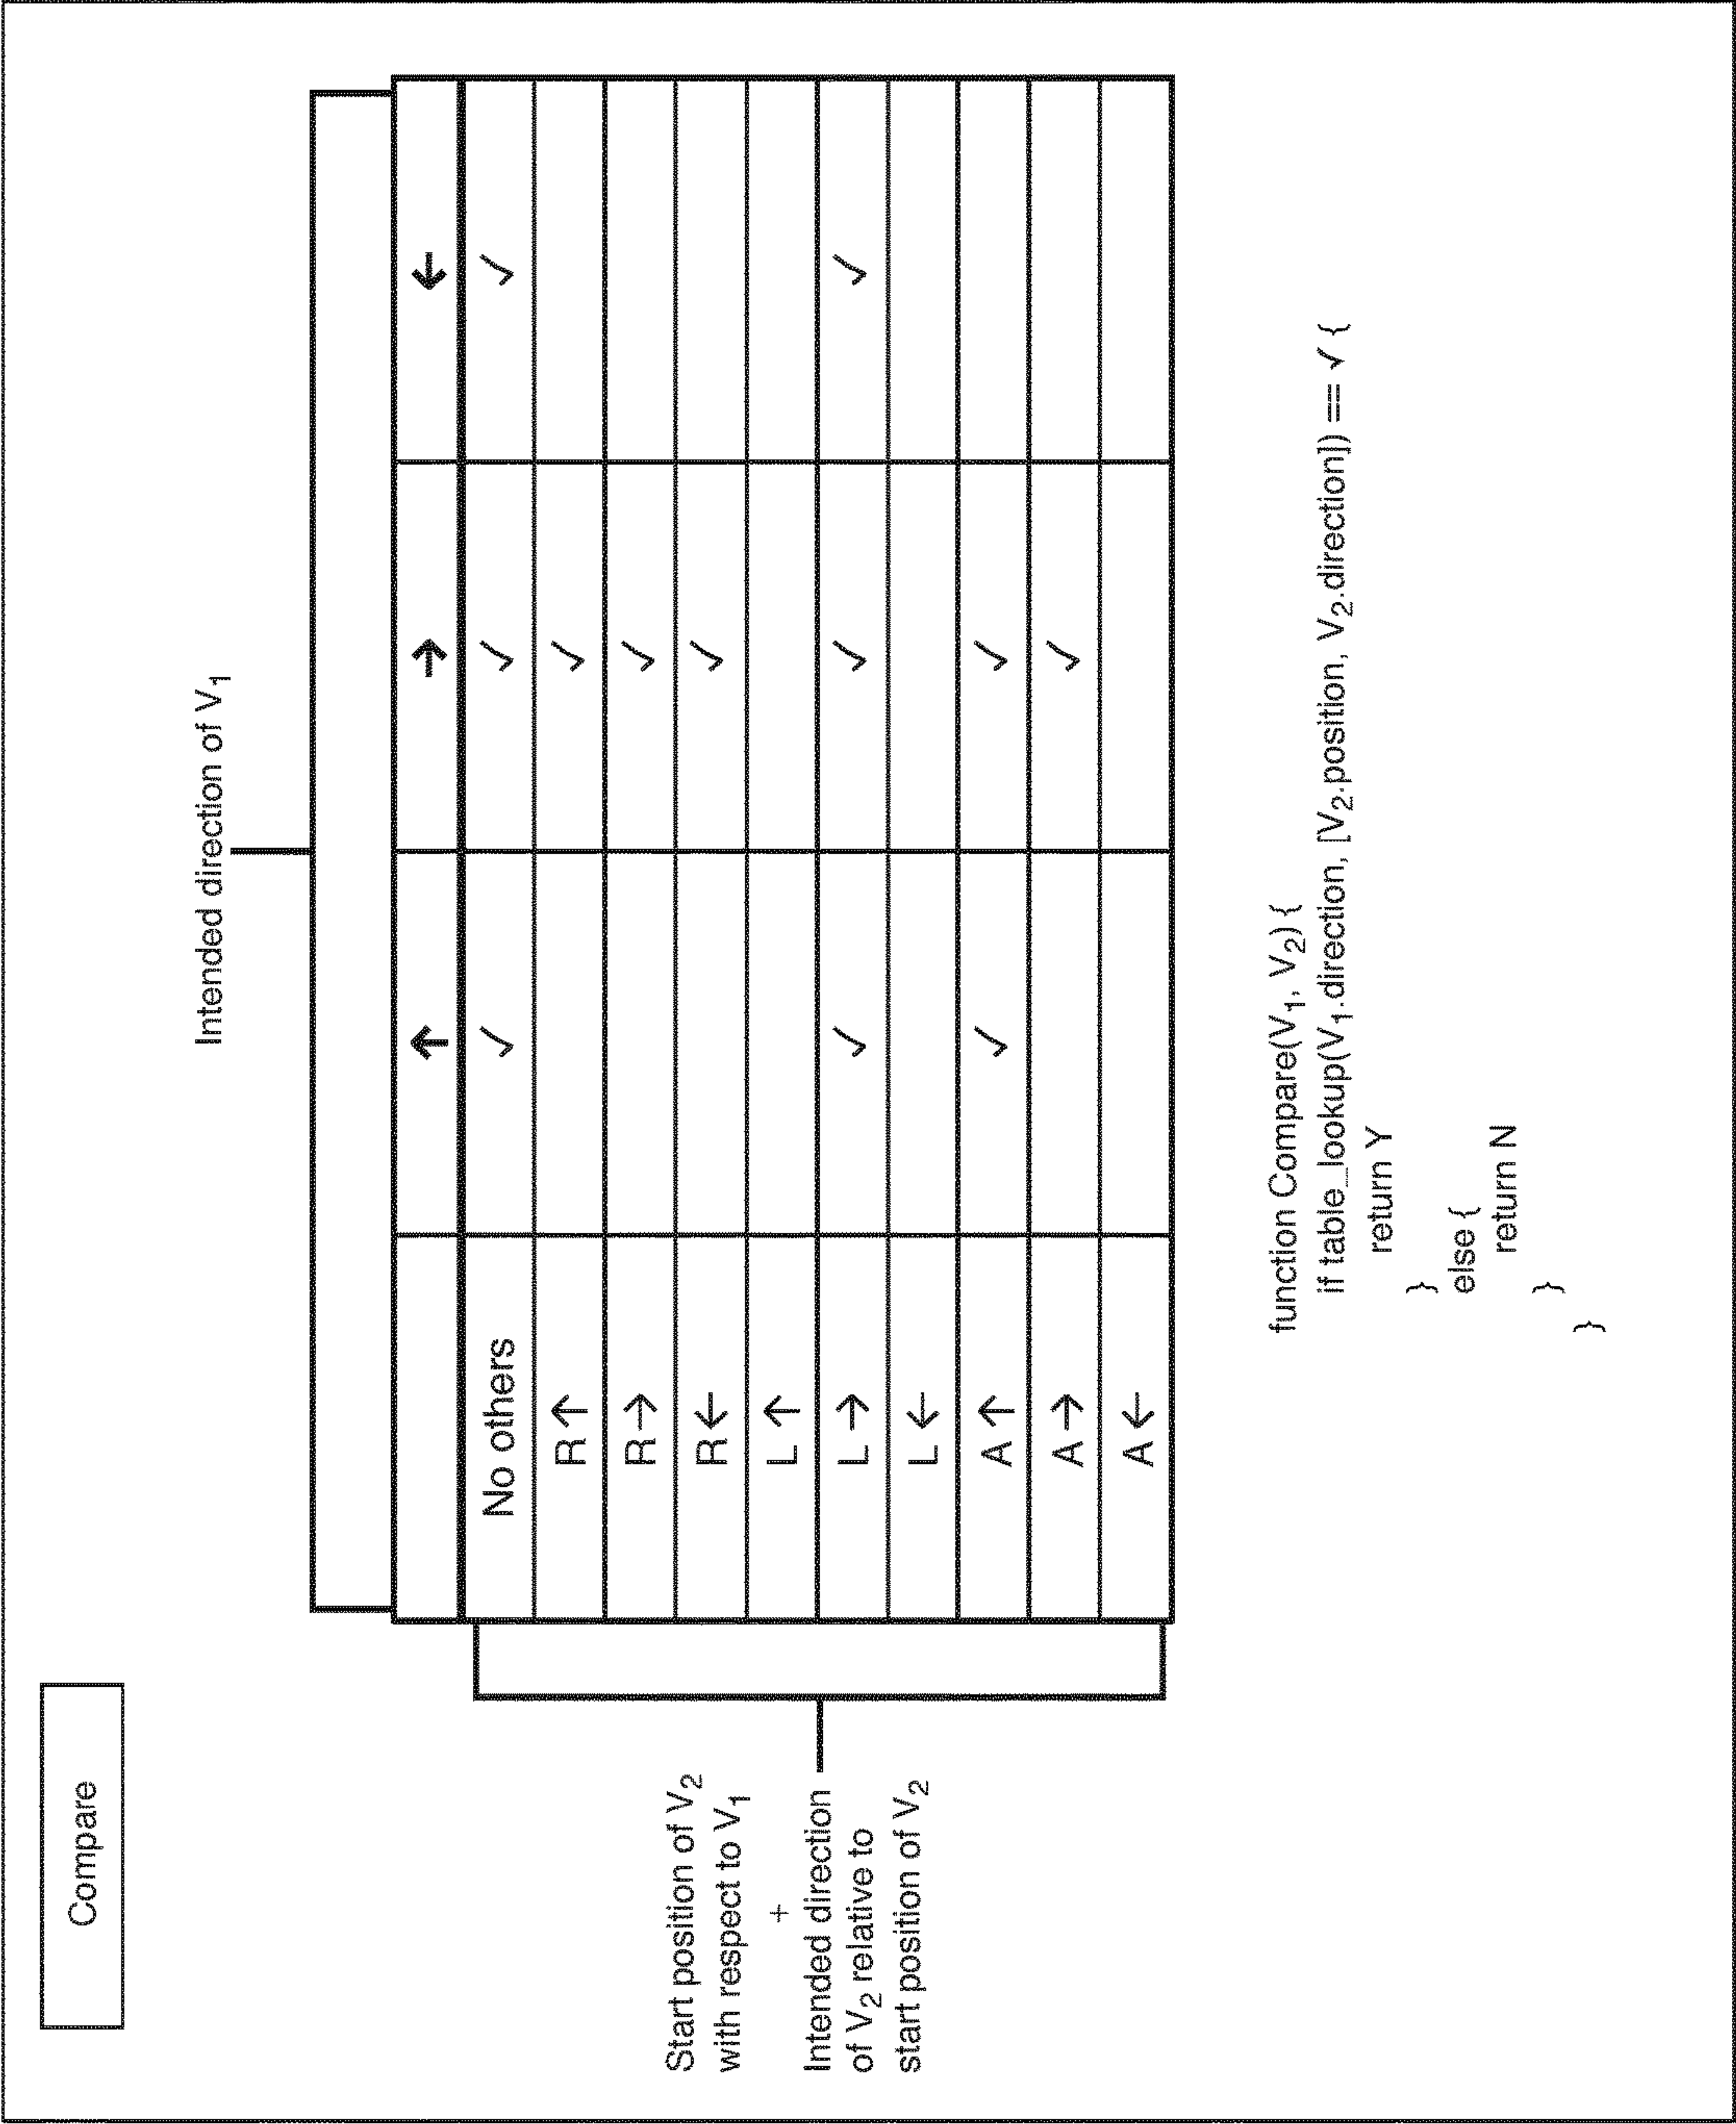 Compare
Intended direction of V₁
↑ → ←
No others ✓ ✓ ✓
R ↑ ✓
R → ✓
R ← ✓
L ↑
L → ✓ ✓ ✓
L ←
A ↑ ✓ ✓
A → ✓
A ←
Start position of V₂
with respect to V₁
+
Intended direction
of V₂ relative to
start position of V₂
function Compare(V₁, V₂) {
if table_lookup(V₁.direction, [V₂.position, V₂.direction]) == ✓ {
return Y
}
else {
return N
}
}